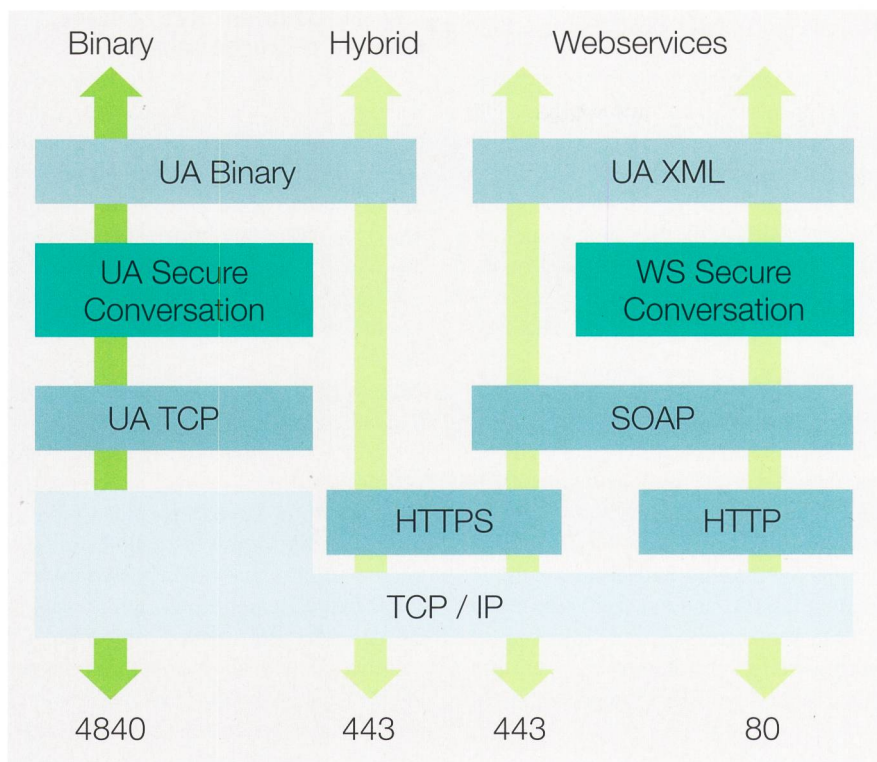 Binary Hybrid Webservices
UA Binary UA XML
UA Secure WS Secure
Conversation Conversation
UA TCP SOAP
HTTPS HTTP
TCP / IP
4840 443 443 80